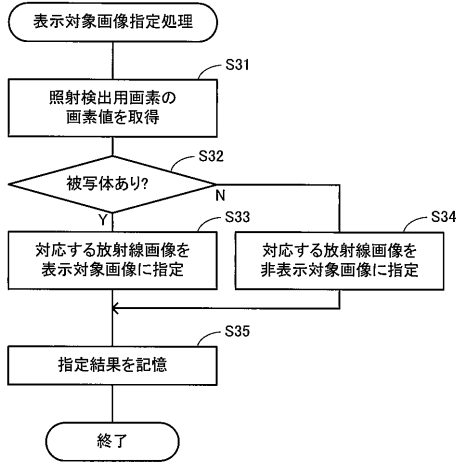 表示対象画像指定処理
S31
照射検出用画素の
画素値を取得
S32
被写体あり?
N
Y
S33
対応する放射線画像を
表示対象画像に指定
S34
対応する放射線画像を
非表示対象画像に指定
S35
指定結果を記憶
終了